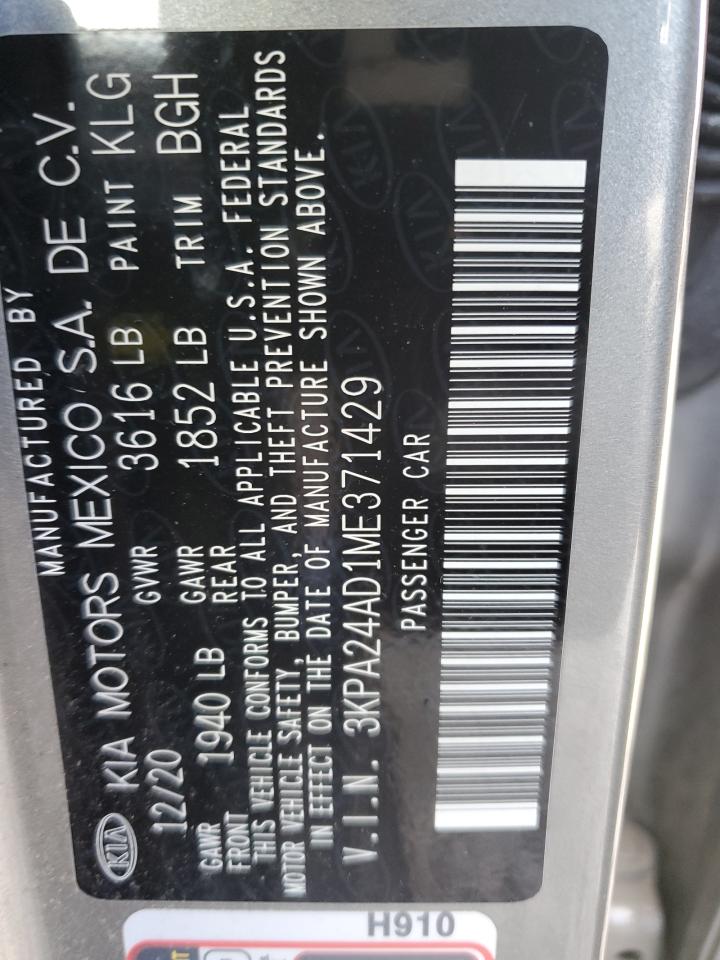 MANUFACTURED BY
KIA KIA MOTORS MEXICO S.A. DE C.V.
12/20 GVWR 3616 LB PAINT KLG
GAWR FRONT 1940 LB GAWR REAR 1852 LB TRIM BGH
THIS VEHICLE CONFORMS TO ALL APPLICABLE U.S.A. FEDERAL
MOTOR VEHICLE SAFETY, BUMPER, AND THEFT PREVENTION STANDARDS
IN EFFECT ON THE DATE OF MANUFACTURE SHOWN ABOVE.
V.I.N. 3KPA24AD1ME371429
PASSENGER CAR
H910